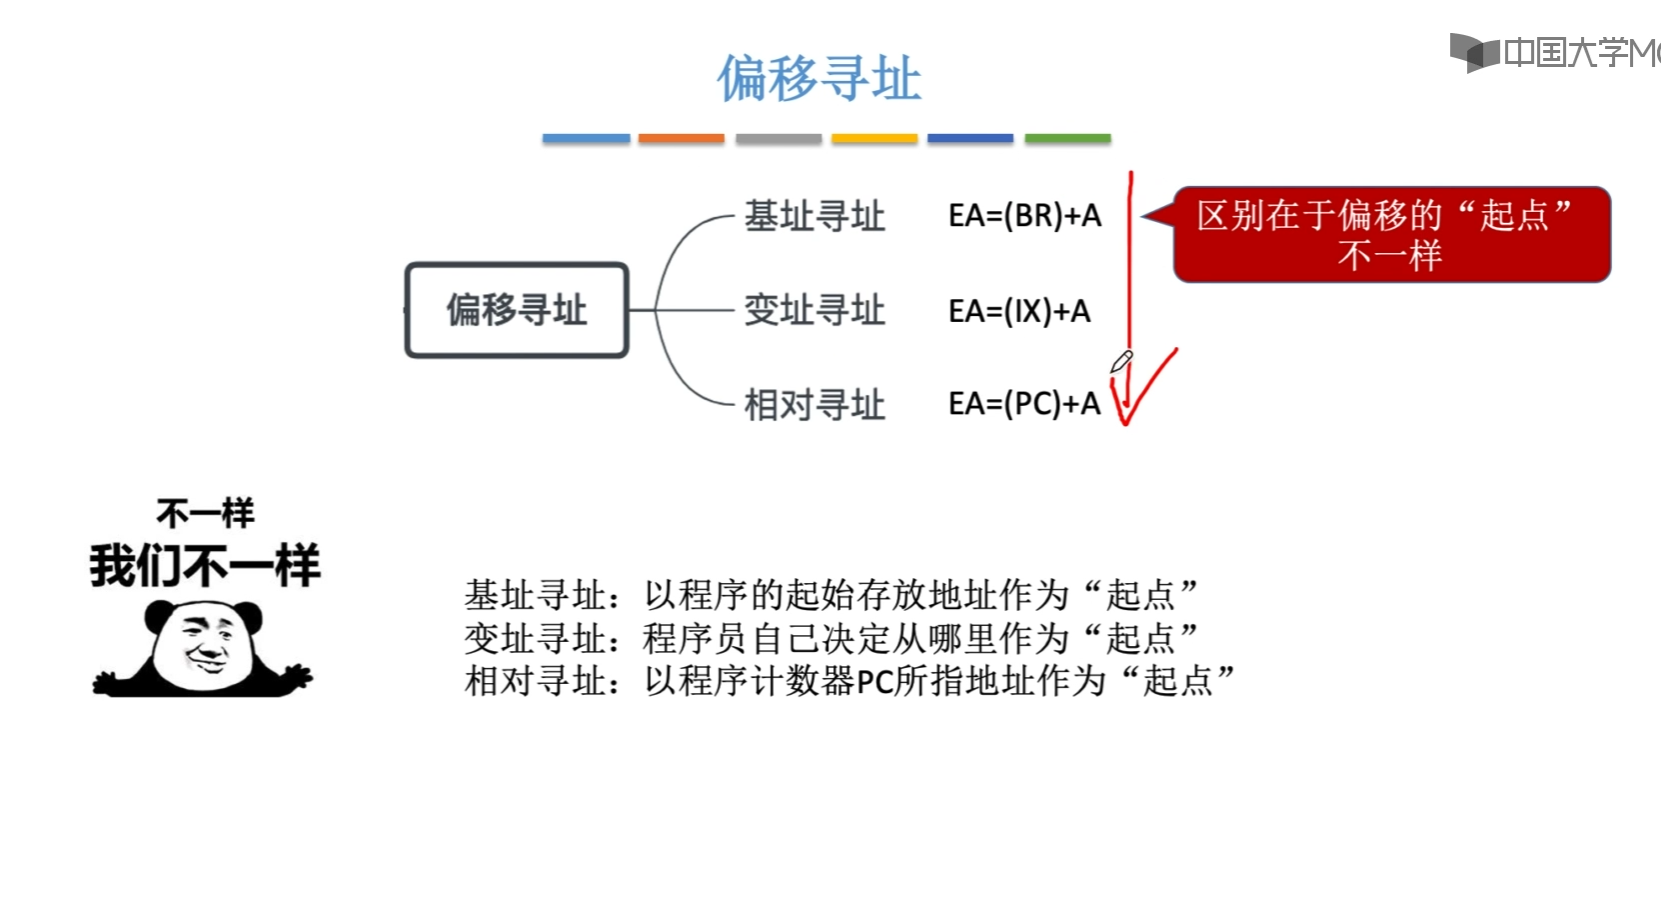 中国大学MO
偏移寻址
基址寻址 EA=(BR)+A
区别在于偏移的“起点”
不一样
偏移寻址
变址寻址 EA=(IX)+A
相对寻址 EA=(PC)+A
不一样
我们不一样
基址寻址：以程序的起始存放地址作为“起点”
变址寻址：程序员自己决定从哪里作为“起点”
相对寻址：以程序计数器PC所指地址作为“起点”